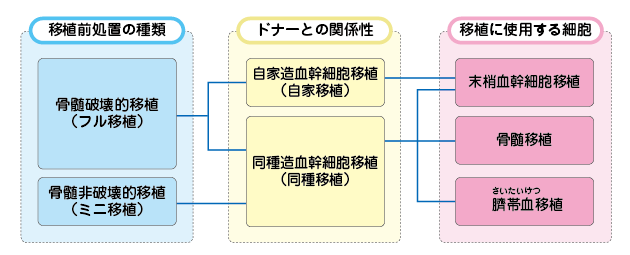 移植前処置の種類
骨髄破壊的移植
（フル移植）
骨髄非破壊的移植
（ミニ移植）
ドナーとの関係性
自家造血幹細胞移植
（自家移植）
同種造血幹細胞移植
（同種移植）
移植に使用する細胞
末梢血幹細胞移植
骨髄移植
さいたいけつ
臍帯血移植